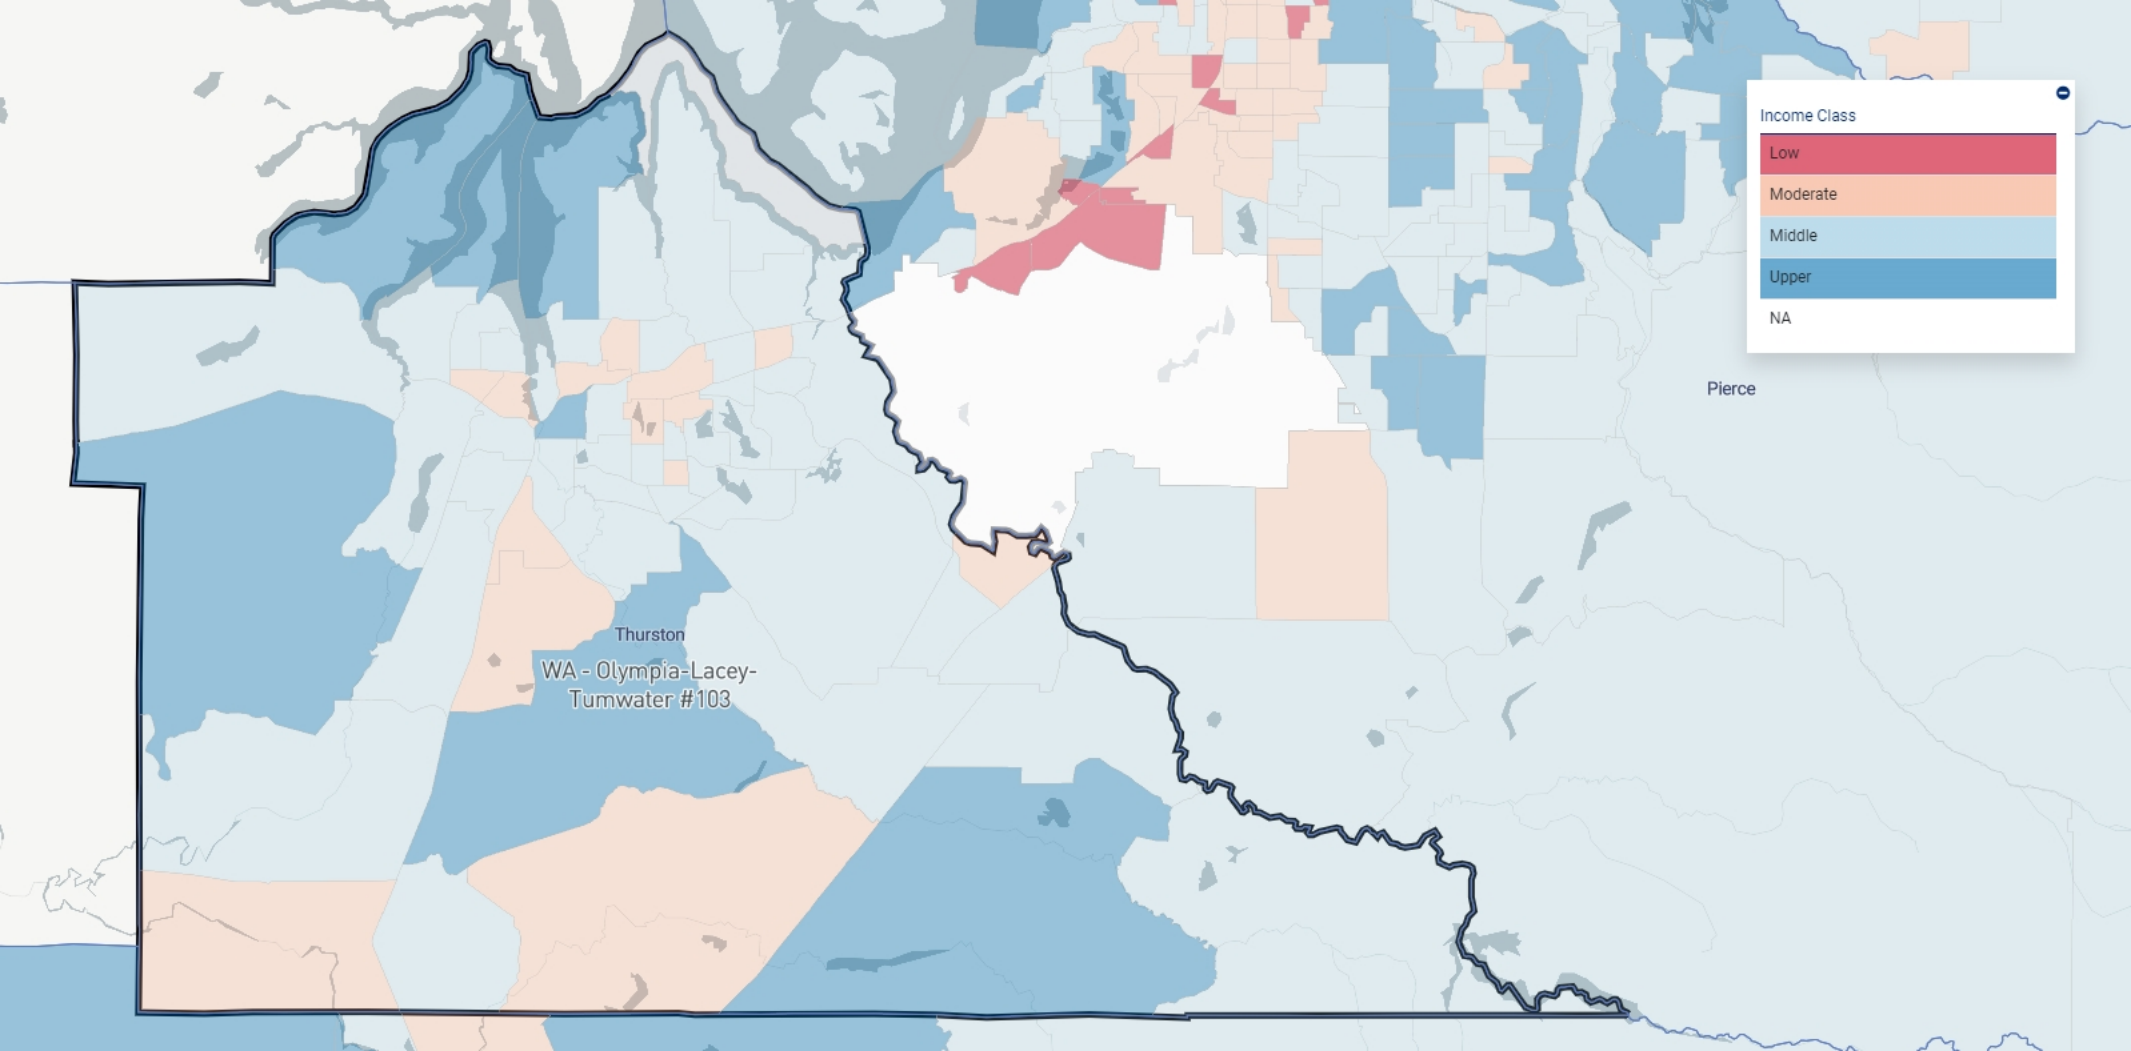 Income Class
Low
Moderate
Middle
Upper
NA
Pierce
Thurston
WA - Olympia-Lacey-
Tumwater #103